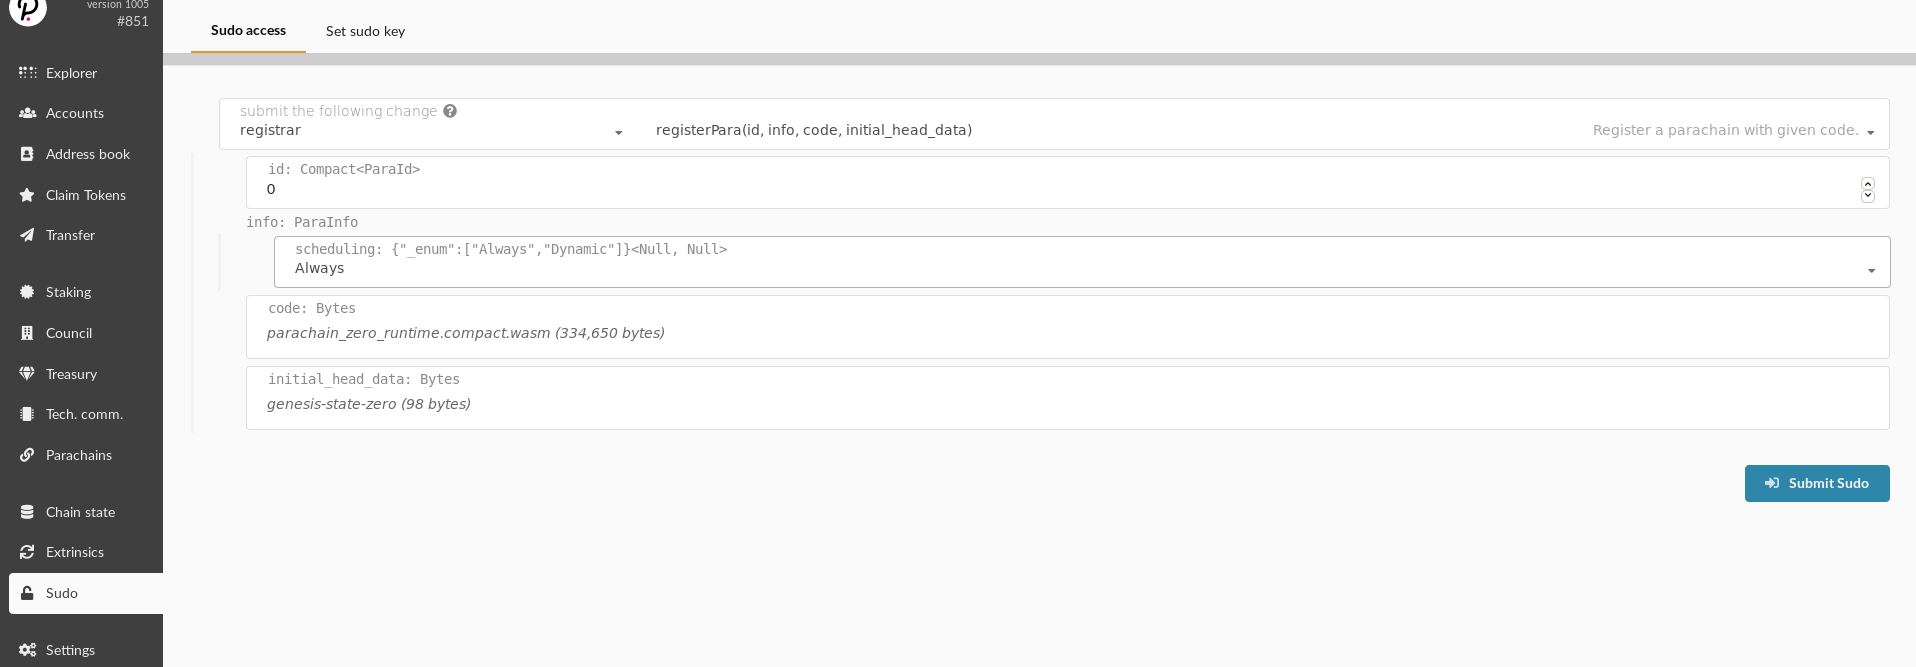 version 1005
#851
Explorer
Accounts
Address book
Claim Tokens
Transfer
Staking
Council
Treasury
Tech. comm.
Parachains
Chain state
Extrinsics
Sudo
Settings
Sudo access
Set sudo key
submit the following change
registrar
registerPara(id, info, code, initial_head_data)
Register a parachain with given code.
id: Compact<ParaId>
0
info: ParaInfo
scheduling: {"_enum":["Always","Dynamic"]}<Null, Null>
Always
code: Bytes
parachain_zero_runtime.compact.wasm (334,650 bytes)
initial_head_data: Bytes
genesis-state-zero (98 bytes)
Submit Sudo